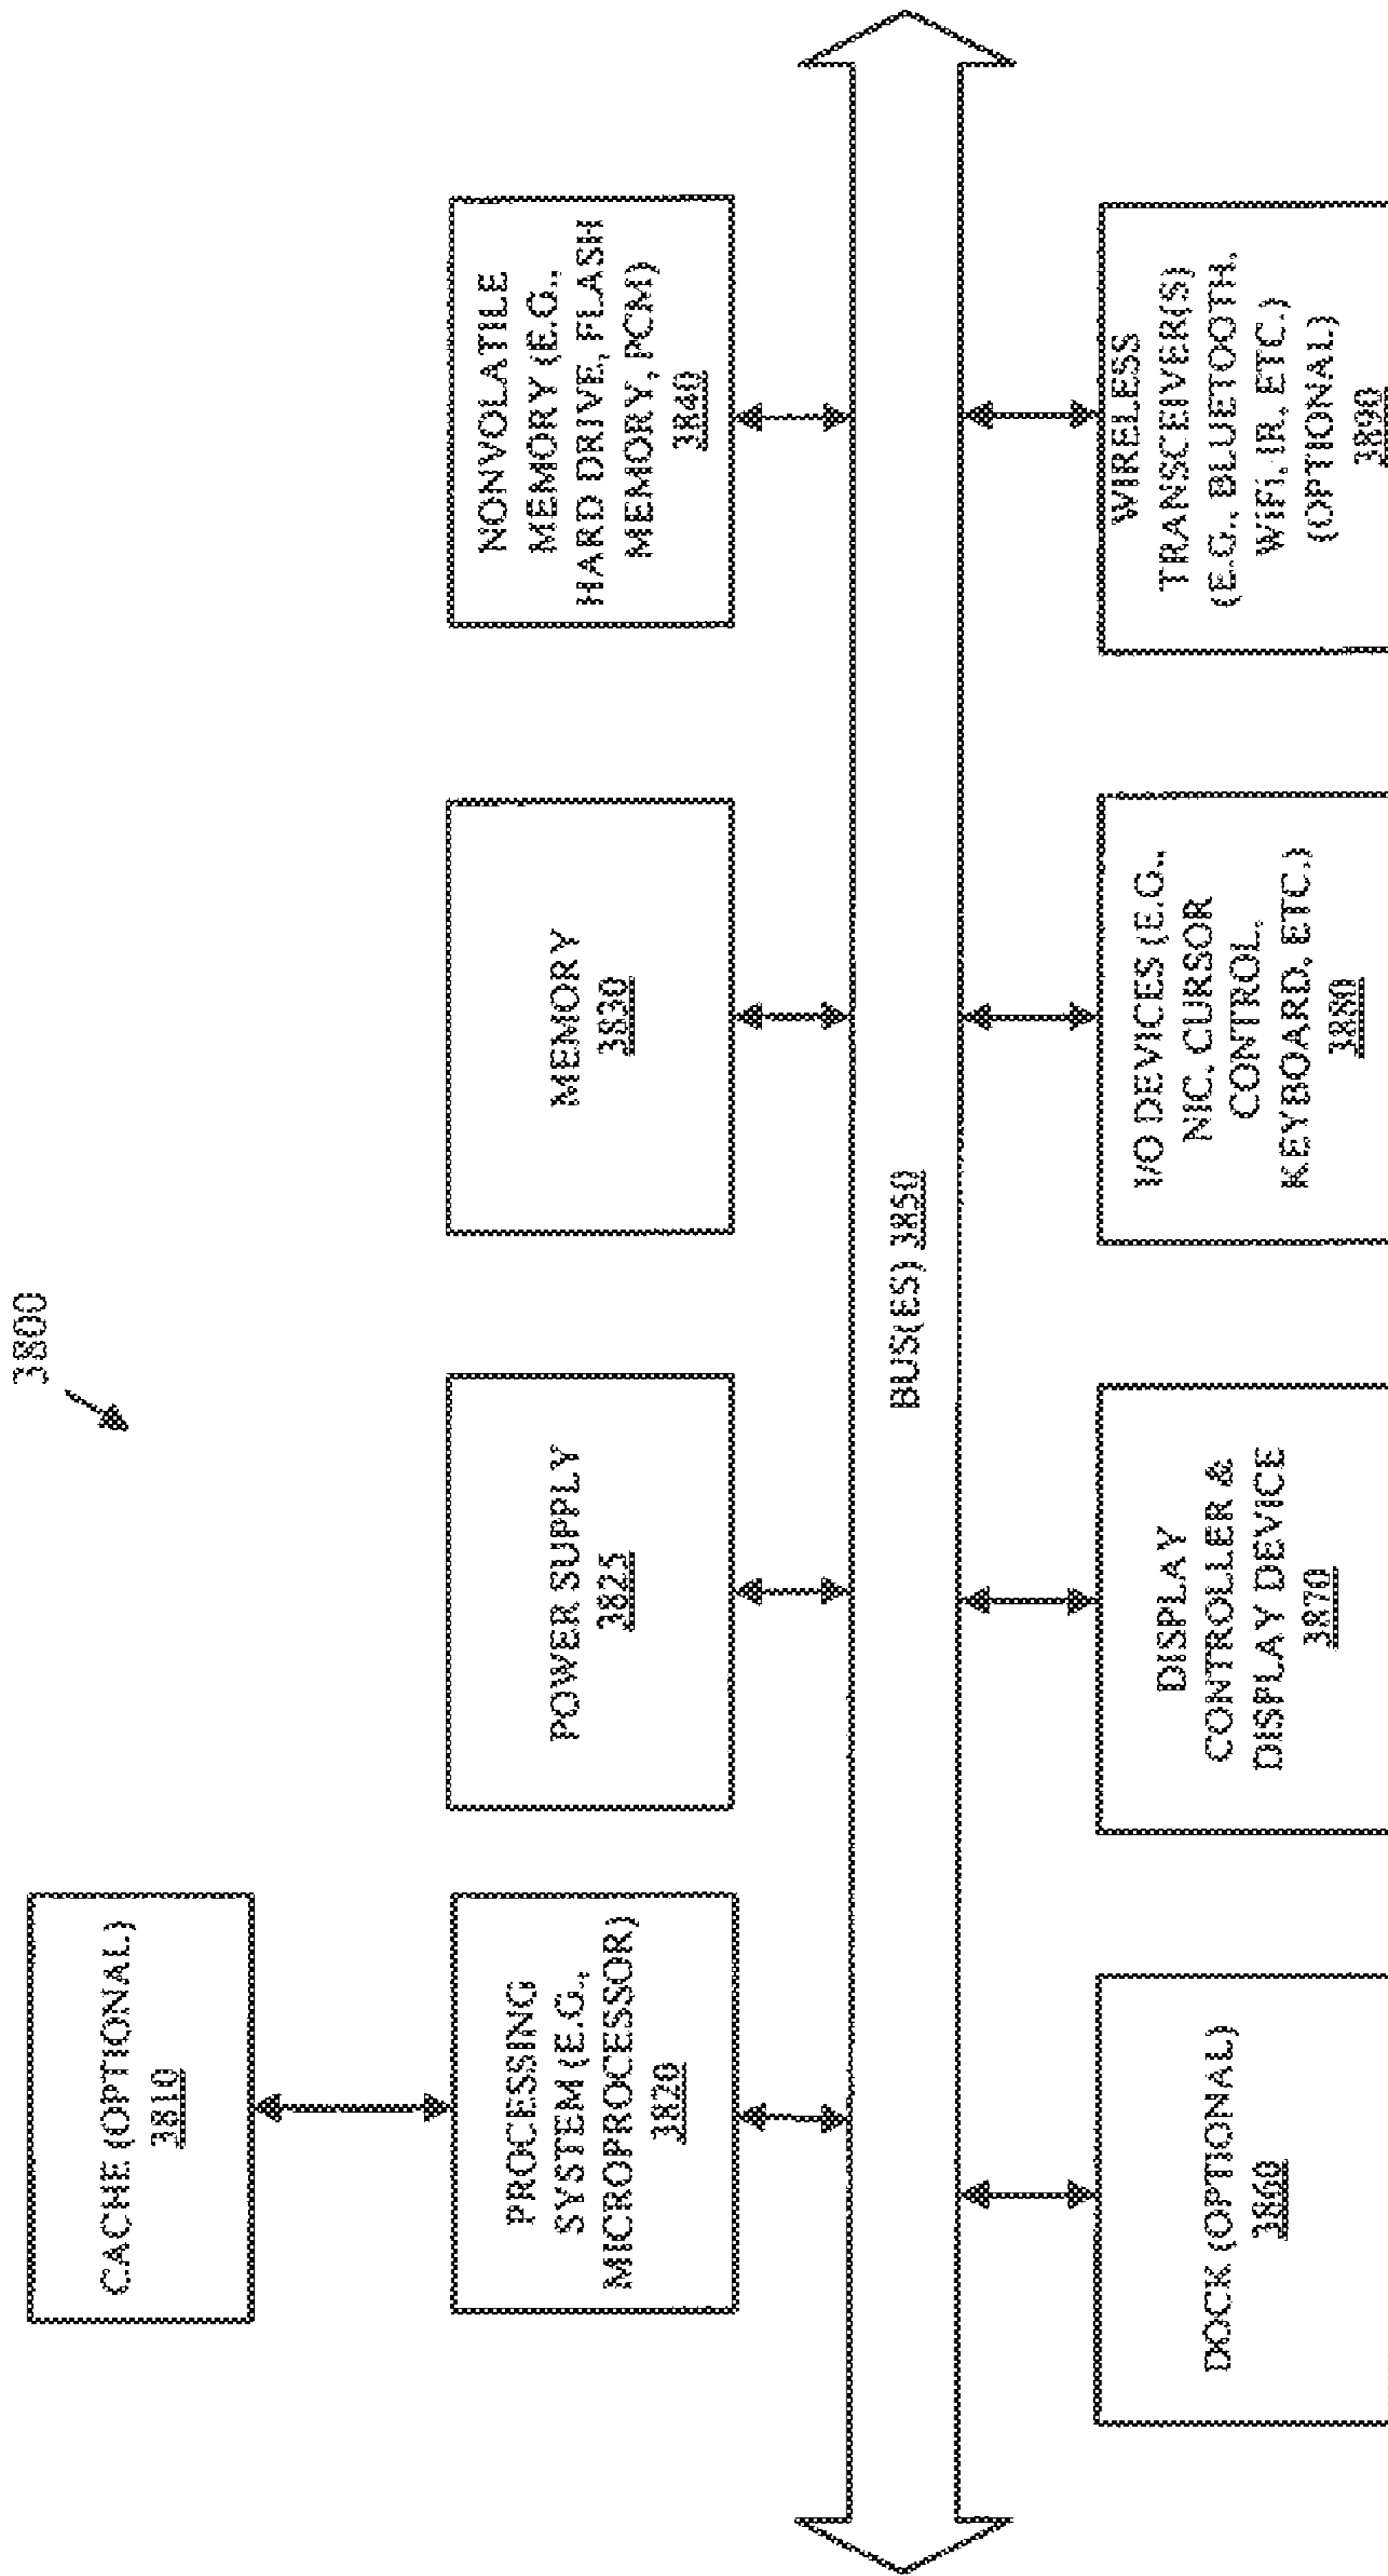 3800
CACHE (OPTIONAL)
3810
PROCESSING
SYSTEM (E.G.,
MICROPROCESSOR)
3820
POWER SUPPLY
3825
MEMORY
3830
NONVOLATILE
MEMORY (E.G.,
HARD DRIVE, FLASH
MEMORY, PCM)
3840
BUS(ES) 3850
DOCK (OPTIONAL)
3860
DISPLAY
CONTROLLER &
DISPLAY DEVICE
3870
I/O DEVICES (E.G.,
NIC, CURSOR
CONTROL,
KEYBOARD, ETC.)
3880
WIRELESS
TRANSCEIVER(S)
(E.G., BLUETOOTH,
WiFi, IR, ETC.)
(OPTIONAL)
3890